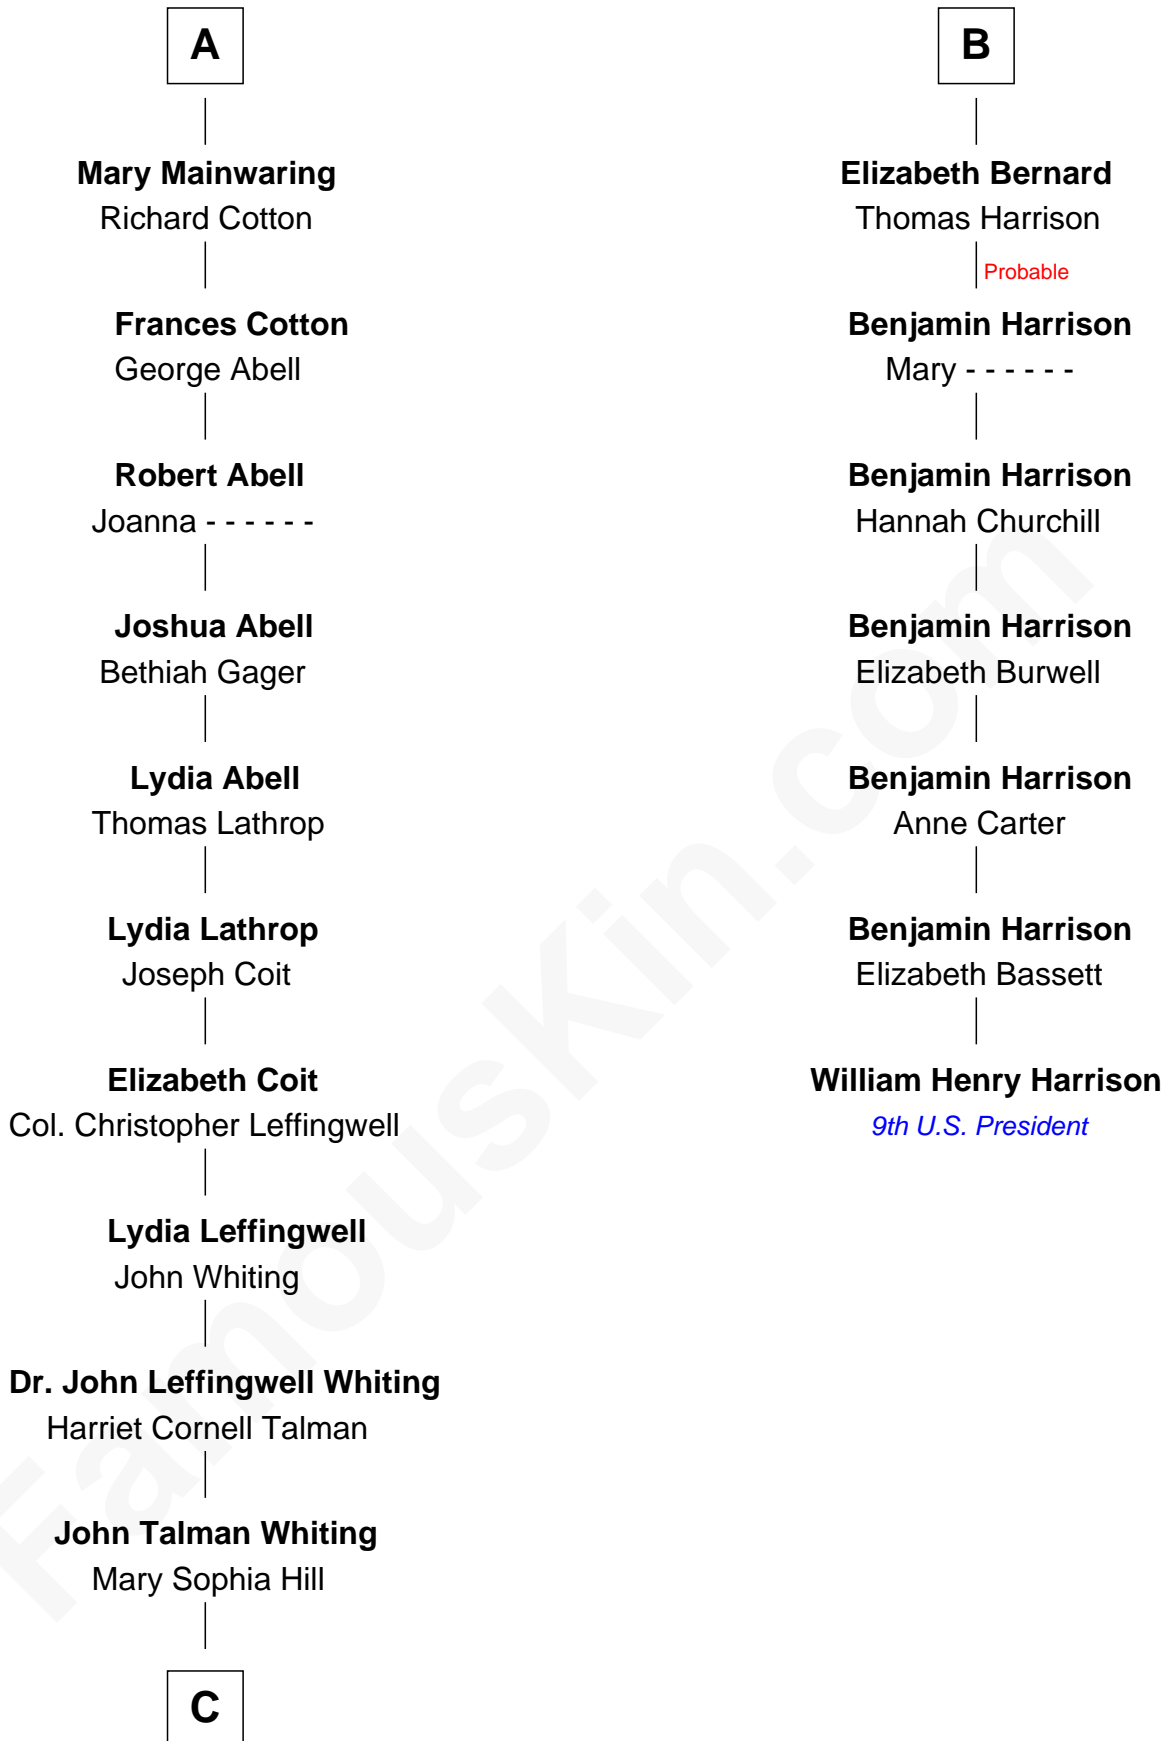 A
Mary Mainwaring
Richard Cotton
Frances Cotton
George Abell
Robert Abell
Joanna - - - - - -
Joshua Abell
Bethiah Gager
Lydia Abell
Thomas Lathrop
Lydia Lathrop
Joseph Coit
Elizabeth Coit
Col. Christopher Leffingwell
Lydia Leffingwell
John Whiting
Dr. John Leffingwell Whiting
Harriet Cornell Talman
John Talman Whiting
Mary Sophia Hill
C
B
Elizabeth Bernard
Thomas Harrison
Probable
Benjamin Harrison
Mary - - - - - -
Benjamin Harrison
Hannah Churchill
Benjamin Harrison
Elizabeth Burwell
Benjamin Harrison
Anne Carter
Benjamin Harrison
Elizabeth Bassett
William Henry Harrison
9th U.S. President
FamousKin.com